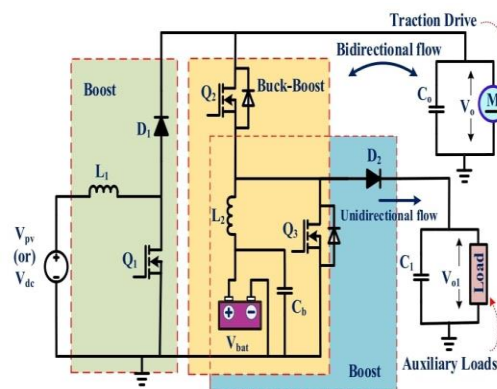 Traction Drive
Bidirectional flow
Boost
Q2
Buck-Boost
Co
Vo
M
D1
D2
L1
L2
Unidirectional flow
Vpv
(or)
Vdc
Q1
Q3
C1
Vo1
Load
Cb
Vbat
Boost
Auxiliary Loads